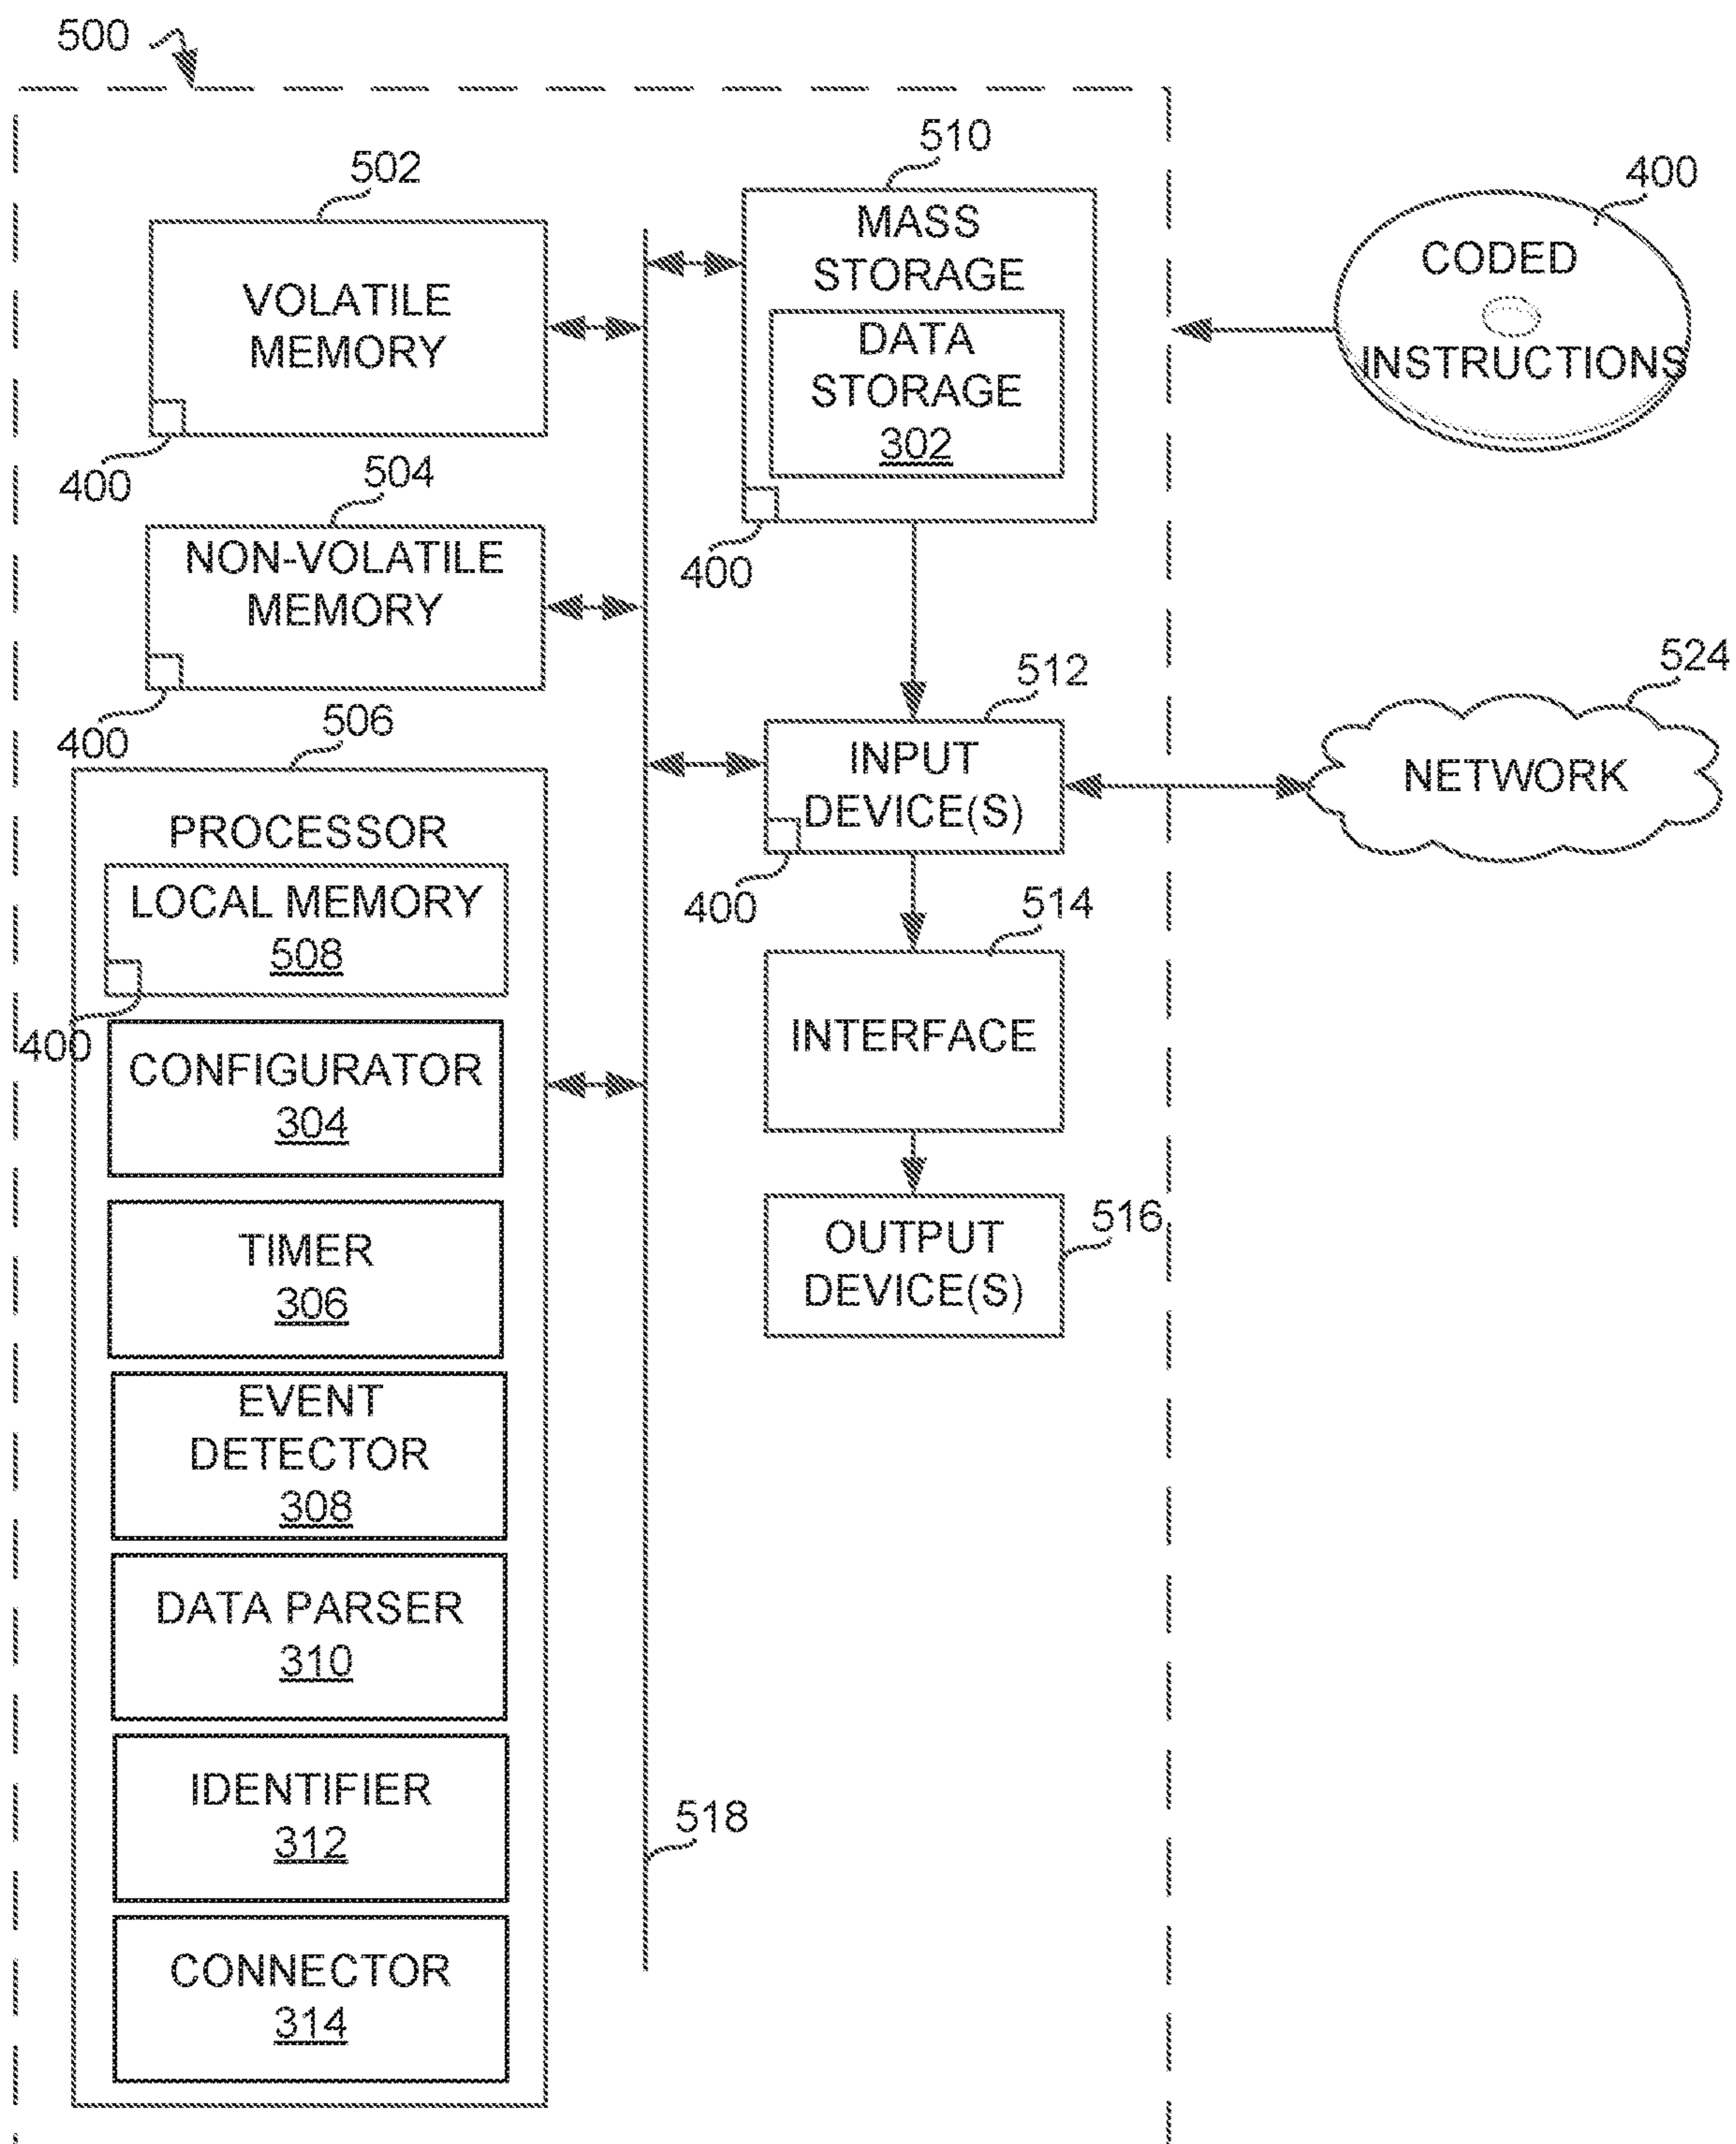 500
502
VOLATILE
MEMORY
400
504
NON-VOLATILE
MEMORY
400
506
PROCESSOR
LOCAL MEMORY
508
400
CONFIGURATOR
304
TIMER
306
EVENT
DETECTOR
308
DATA PARSER
310
IDENTIFIER
312
CONNECTOR
314
518
510
MASS
STORAGE
DATA
STORAGE
302
400
512
INPUT
DEVICE(S)
400
514
INTERFACE
OUTPUT
DEVICE(S)
516
400
CODED
INSTRUCTIONS
524
NETWORK